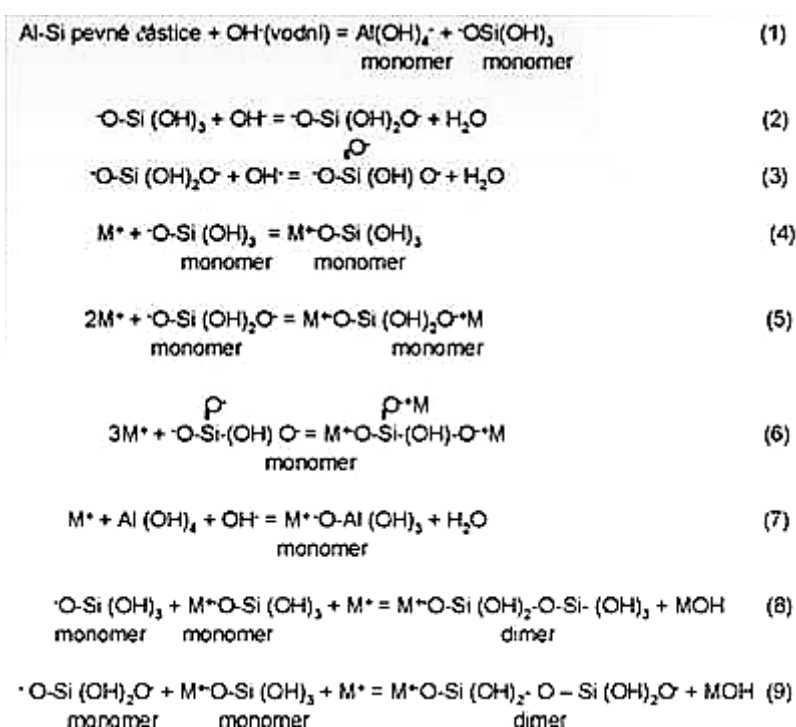 Al-Si pevné částice + OH⁻(vodní) = Al(OH)₄⁻ + ⁻OSi(OH)₃ (1)
monomer monomer
⁻O-Si (OH)₃ + OH⁻ = ⁻O-Si (OH)₂O⁻ + H₂O (2)
O⁻
⁻O-Si (OH)₂O⁻ + OH⁻ = ⁻O-Si (OH) O⁻ + H₂O (3)
M⁺ + ⁻O-Si (OH)₃ = M⁺⁻O-Si (OH)₃ (4)
monomer monomer
2M⁺ + ⁻O-Si (OH)₂O⁻ = M⁺⁻O-Si (OH)₂O⁻⁺M (5)
monomer monomer
O⁻ O⁻⁺M
3M⁺ + ⁻O-Si-(OH) O⁻ = M⁺⁻O-Si-(OH)-O⁻⁺M (6)
monomer
M⁺ + Al (OH)₄ + OH⁻ = M⁺⁻O-Al (OH)₃ + H₂O (7)
monomer
⁻O-Si (OH)₃ + M⁺⁻O-Si (OH)₃ + M⁺ = M⁺⁻O-Si (OH)₂-O-Si- (OH)₃ + MOH (8)
monomer monomer dimer
⁻O-Si (OH)₂O⁻ + M⁺⁻O-Si (OH)₃ + M⁺ = M⁺⁻O-Si (OH)₂- O – Si (OH)₂O⁻ + MOH (9)
monomer monomer dimer